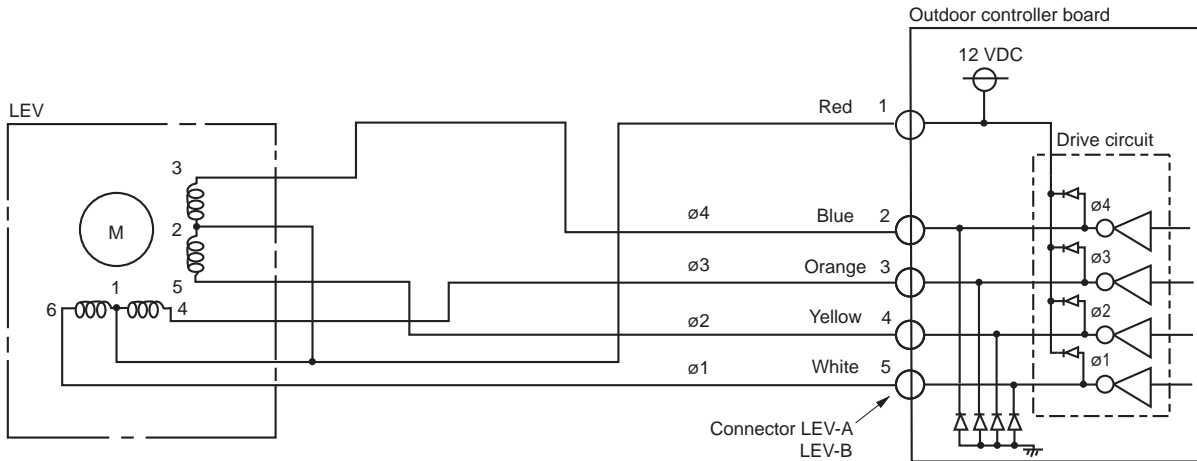 Outdoor controller board
12 VDC
LEV
Red 1
Drive circuit
3
ø4
M
2
ø4 Blue 2
ø3
ø3 Orange 3
1
5
6
4
ø2
ø2 Yellow 4
ø1
ø1 White 5
Connector LEV-A
LEV-B